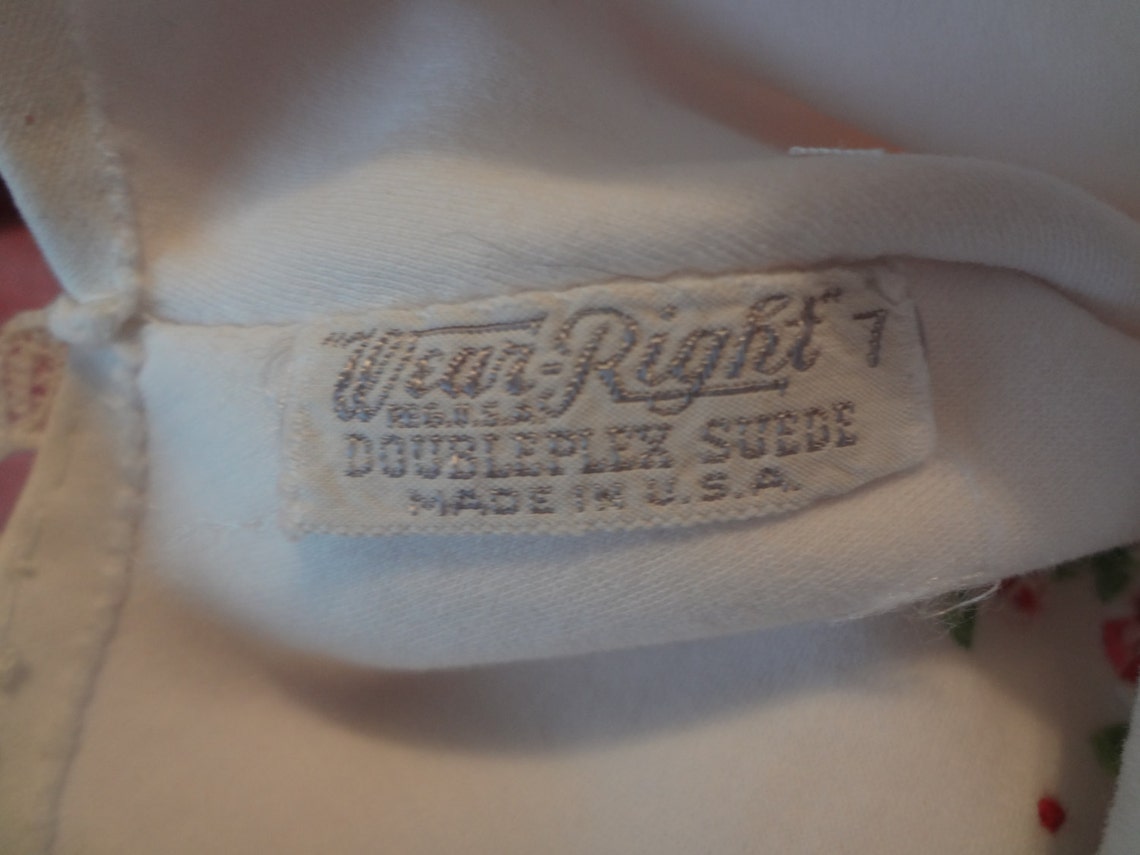 "Wear-Right" 7
REG.U.S.A.
DOUBLEPLEX SUEDE
MADE IN U.S.A.